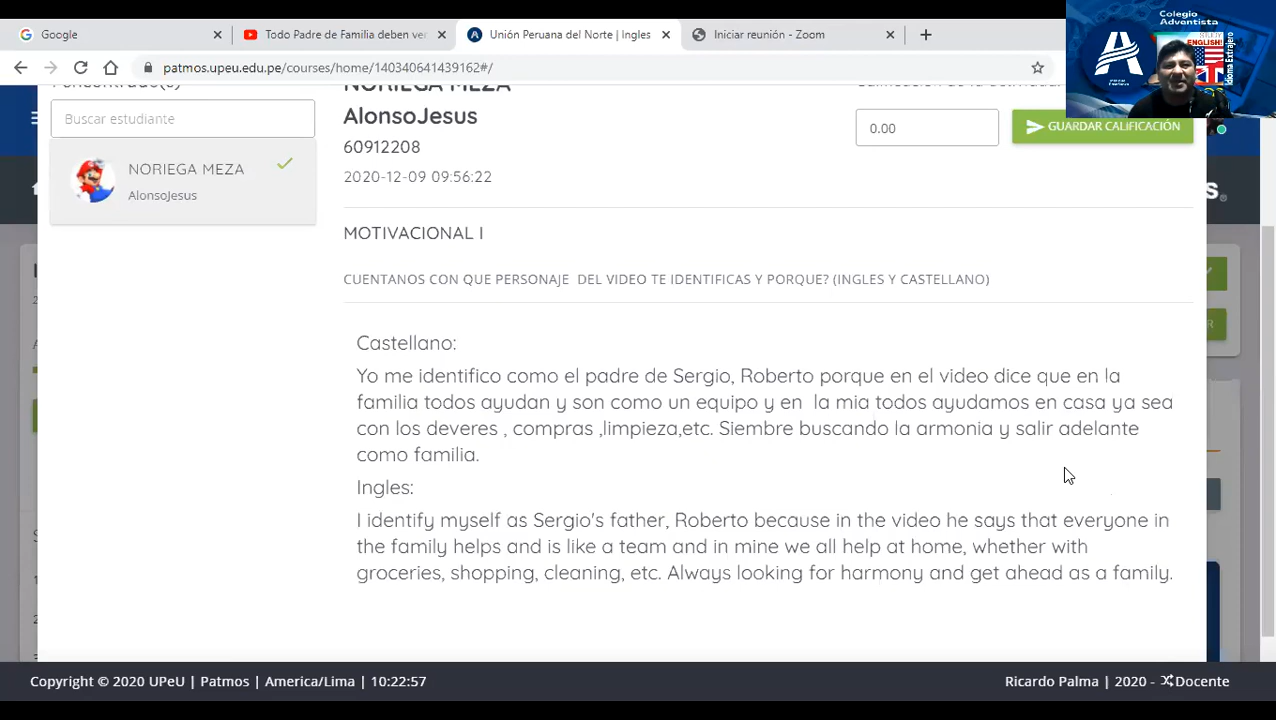 Google
Todo Padre de Familia deben ver
Unión Peruana del Norte | Ingles
Iniciar reunión - Zoom
patmos.upeu.edu.pe/courses/home/140340641439162#/
Colegio
Adventista
ENGLISH!
Idioma Extrajero
NORIEGA MEZA
AlonsoJesus
60912208
2020-12-09 09:56:22
Buscar estudiante
0.00
GUARDAR CALIFICACIÓN
NORIEGA MEZA
AlonsoJesus
MOTIVACIONAL I
CUENTANOS CON QUE PERSONAJE DEL VIDEO TE IDENTIFICAS Y PORQUE? (INGLES Y CASTELLANO)
Castellano:
Yo me identifico como el padre de Sergio, Roberto porque en el video dice que en la
familia todos ayudan y son como un equipo y en la mia todos ayudamos en casa ya sea
con los deveres , compras ,limpieza,etc. Siembre buscando la armonia y salir adelante
como familia.
Ingles:
I identify myself as Sergio's father, Roberto because in the video he says that everyone in
the family helps and is like a team and in mine we all help at home, whether with
groceries, shopping, cleaning, etc. Always looking for harmony and get ahead as a family.
Copyright © 2020 UPeU | Patmos | America/Lima | 10:22:57
Ricardo Palma | 2020 - Docente